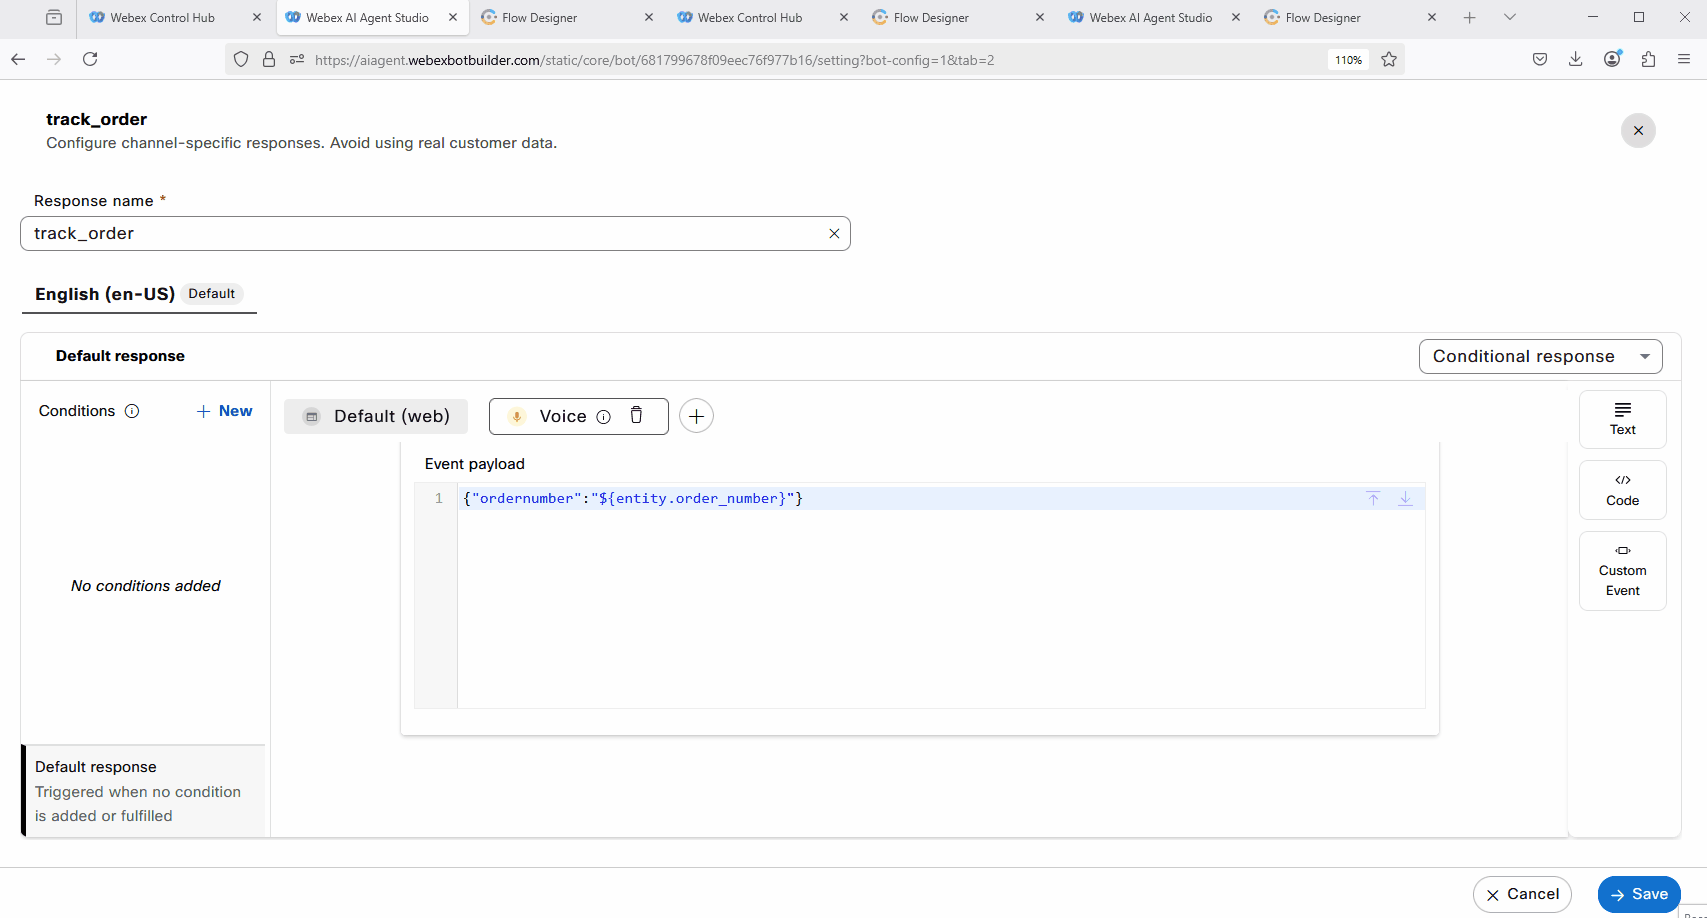 Webex Control Hub
Webex AI Agent Studio
Flow Designer
Webex Control Hub
Flow Designer
Webex AI Agent Studio
Flow Designer
https://aiagent.webexbotbuilder.com/static/core/bot/681799678f09eec76f977b16/setting?bot-config=1&tab=2
110%
track_order
Configure channel-specific responses. Avoid using real customer data.
Response name *
track_order
English (en-US) Default
Default response
Conditional response
Conditions
New
Default (web)
Voice
Text
Code
Custom
Event
Event payload
1
{"ordernumber":"${entity.order_number}"}
No conditions added
Default response
Triggered when no condition
is added or fulfilled
Cancel
Save